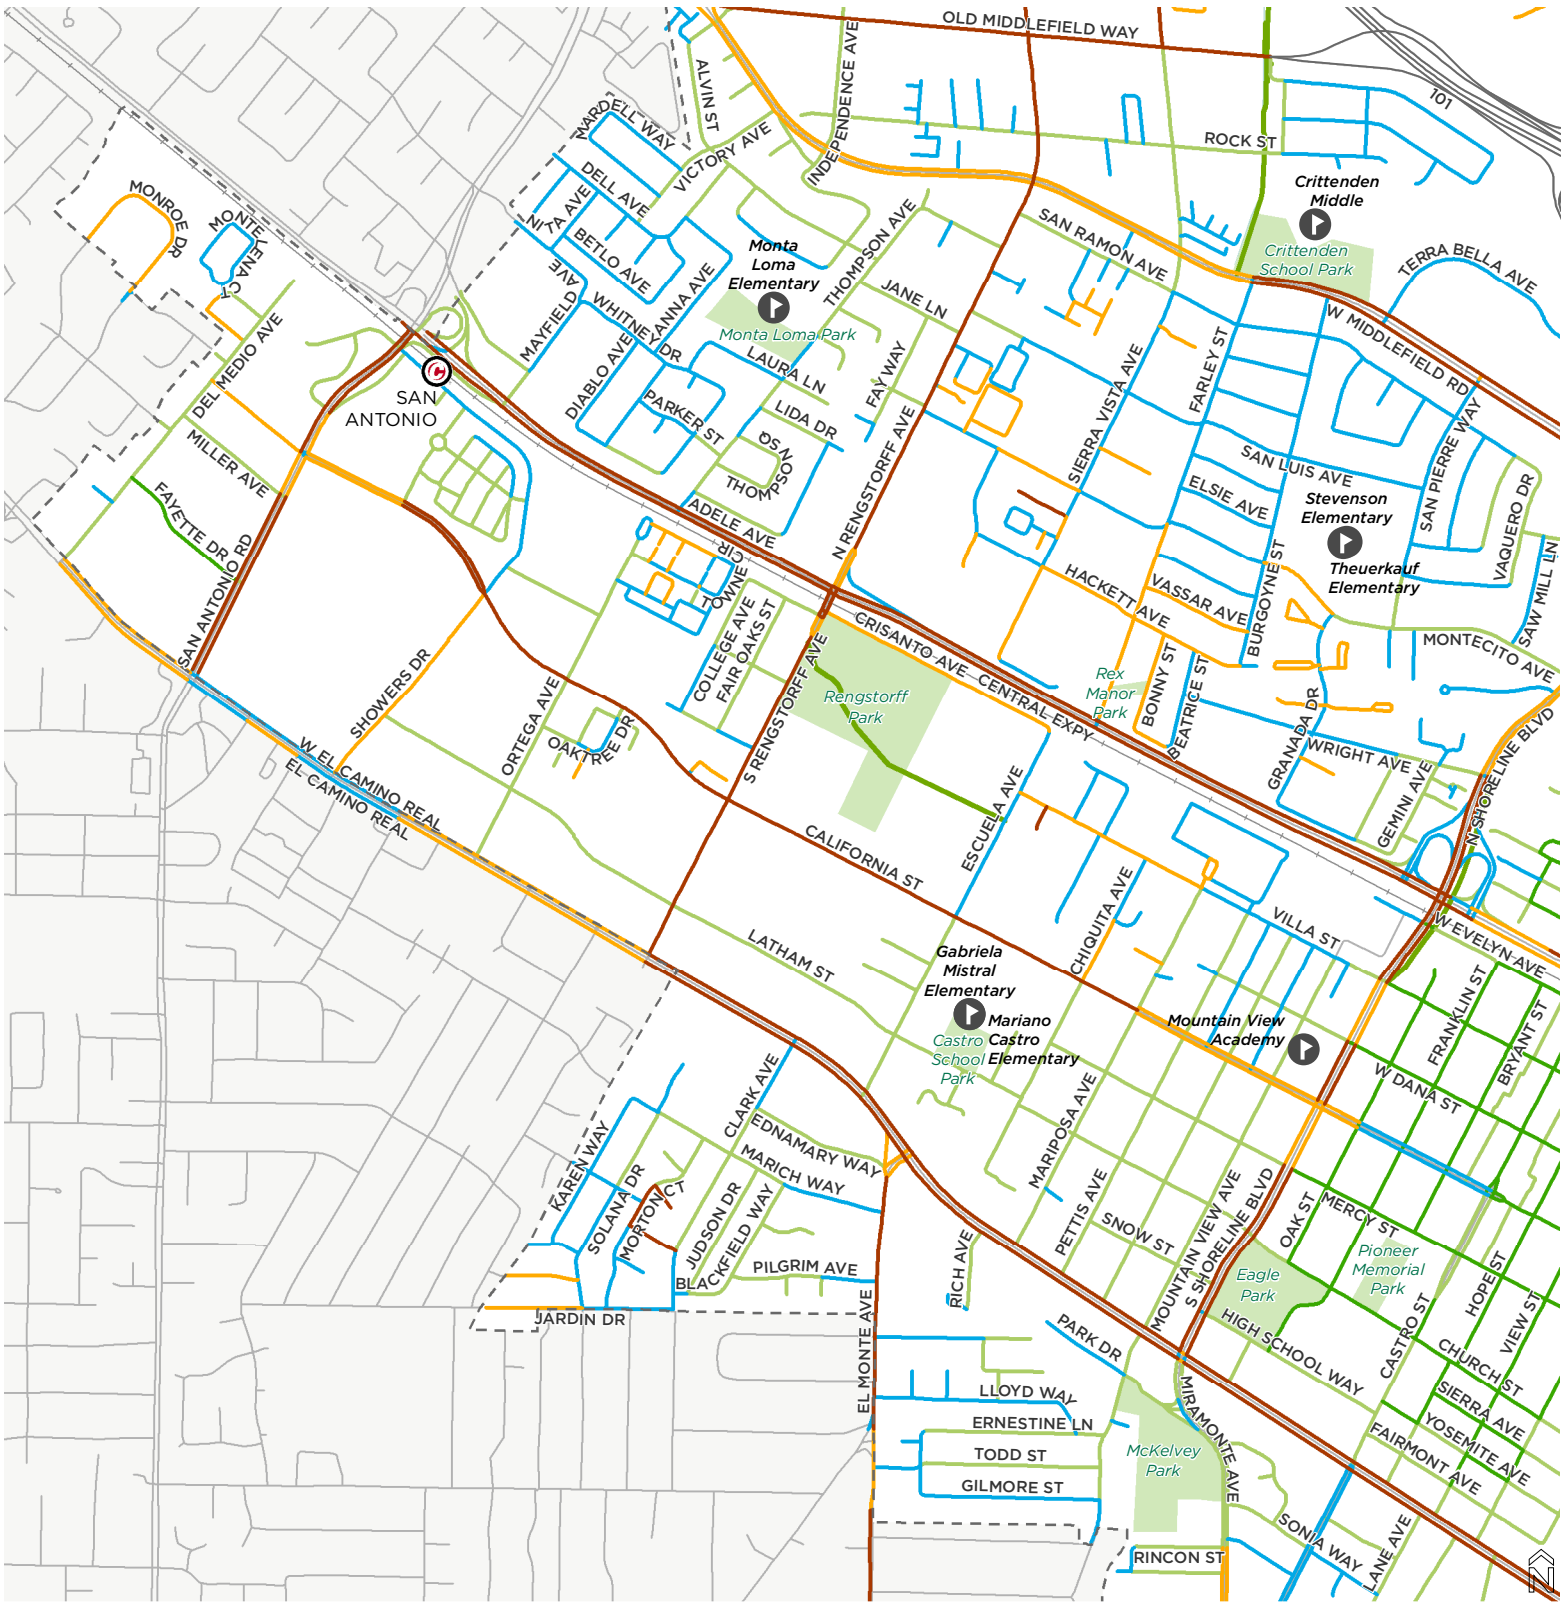 OLD MIDDLEFIELD WAY
101
ALVIN ST
INDEPENDENCE AVE
NARDELL WAY
VICTORY AVE
ROCK ST
Crittenden
Middle
Crittenden
School Park
TERRA BELLA AVE
MONROE DR
MONTELENA CT
DELL AVE
NITA AVE
BETLO AVE
MAYFIELD AVE
WHITNEY DR
ANNA AVE
DIABLO AVE
Monta
Loma
Elementary
Monta Loma Park
THOMPSON AVE
JANE LN
SAN RAMON AVE
LAURA LN
FAYWAY
LIDA DR
PARKER ST
THOMPSON SQ
ADELE AVE
N RENGSTORFF AVE
SIERRA VISTA AVE
FARLEY ST
W MIDDLEFIELD RD
SAN LUIS AVE
ELSIE AVE
SAN PIERRE WAY
VAQUERO DR
SAW MILL LN
Stevenson
Elementary
Theuerkauf
Elementary
SAN
ANTONIO
DEL MEDIO AVE
MILLER AVE
FAYETTE DR
SAN ANTONIO RD
TOWNE CIR
COLLEGE AVE
FAIR OAKS ST
CRISANTO AVE
CENTRAL EXPY
HACKETT AVE
VASSAR AVE
BURGOYNE ST
MONTECITO AVE
BONNY ST
BEATRICE ST
Rex
Manor
Park
GRANADA DR
WRIGHT AVE
GEMINI AVE
N SHORELINE BLVD
SHOWERS DR
ORTEGA AVE
OAKTREE DR
S RENGSTORFF AVE
Rengstorff
Park
ESCUELA AVE
W EL CAMINO REAL
EL CAMINO REAL
CALIFORNIA ST
CHIQUITA AVE
VILLA ST
W EVELYN AVE
LATHAM ST
Gabriela
Mistral
Elementary
Mariano
Castro
Elementary
Castro
School
Park
Mountain View
Academy
FRANKLIN ST
BRYANT ST
W DANA ST
CLARK AVE
EDNAMARY WAY
MARICH WAY
KAREN WAY
SOLANA DR
MORTON CT
JUDSON DR
BLACKFIELD WAY
PILGRIM AVE
JARDIN DR
MARIPOSA AVE
PETTIS AVE
SNOW ST
MOUNTAIN VIEW AVE
S SHORELINE BLVD
OAK ST
MERCY ST
Pioneer
Memorial
Park
Eagle
Park
HOPE ST
VIEW ST
CASTRO ST
CHURCH ST
HIGH SCHOOL WAY
RICH AVE
EL MONTE AVE
PARK DR
LLOYD WAY
ERNESTINE LN
TODD ST
GILMORE ST
McKelvey
Park
MIRAMONTE AVE
SIERRA AVE
YOSEMITE AVE
FAIRMONT AVE
SONIA WAY
LANE AVE
RINCON ST
N